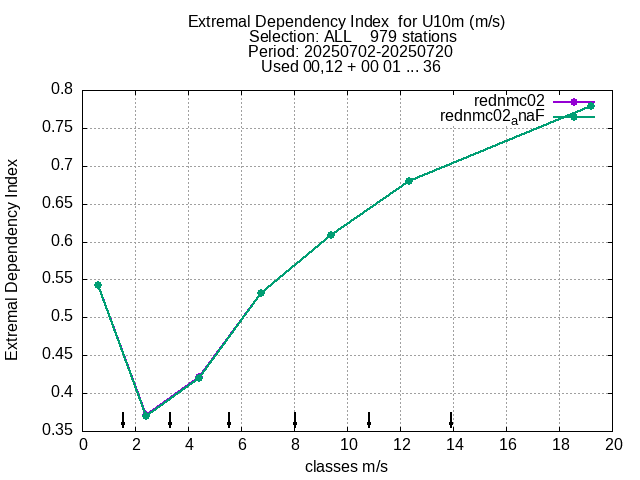 Extremal Dependency Index  for U10m (m/s)
Selection: ALL    979 stations
Period: 20250702-20250720
Used 00,12 + 00 01 ... 36
rednmc02
rednmc02anaF
0.8
0.75
0.7
0.65
0.6
0.55
0.5
0.45
0.4
0.35
Extremal Dependency Index
0 2 4 6 8 10 12 14 16 18 20
classes m/s